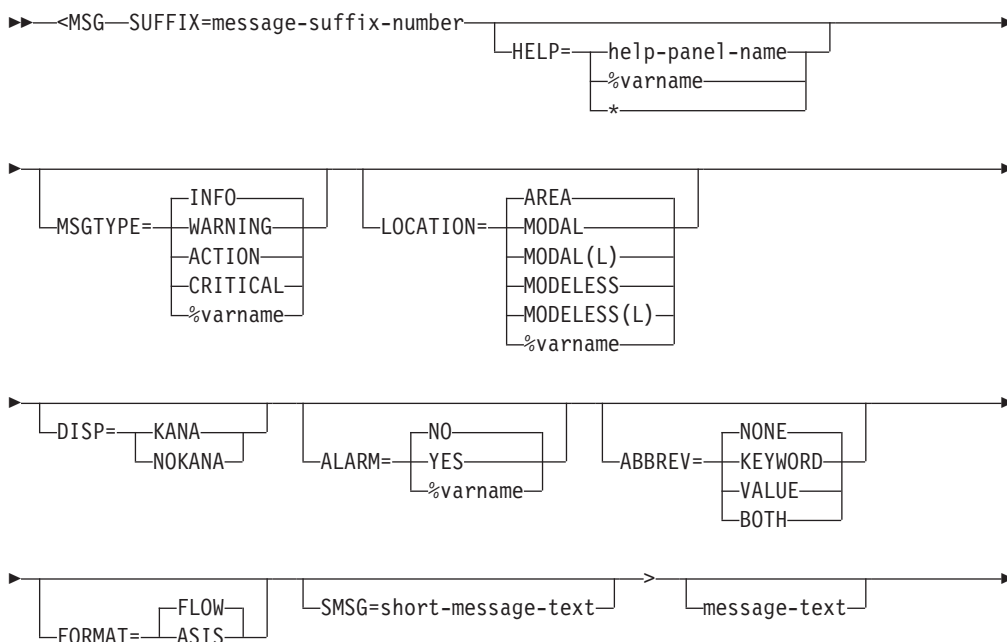 <MSG SUFFIX=message-suffix-number
HELP= help-panel-name
%varname
*
MSGTYPE= INFO
WARNING
ACTION
CRITICAL
%varname
LOCATION= AREA
MODAL
MODAL(L)
MODELESS
MODELESS(L)
%varname
DISP= KANA
NOKANA
ALARM= NO
YES
%varname
ABBREV= NONE
KEYWORD
VALUE
BOTH
FORMAT= FLOW
ASIS
SMSG=short-message-text
>
message-text